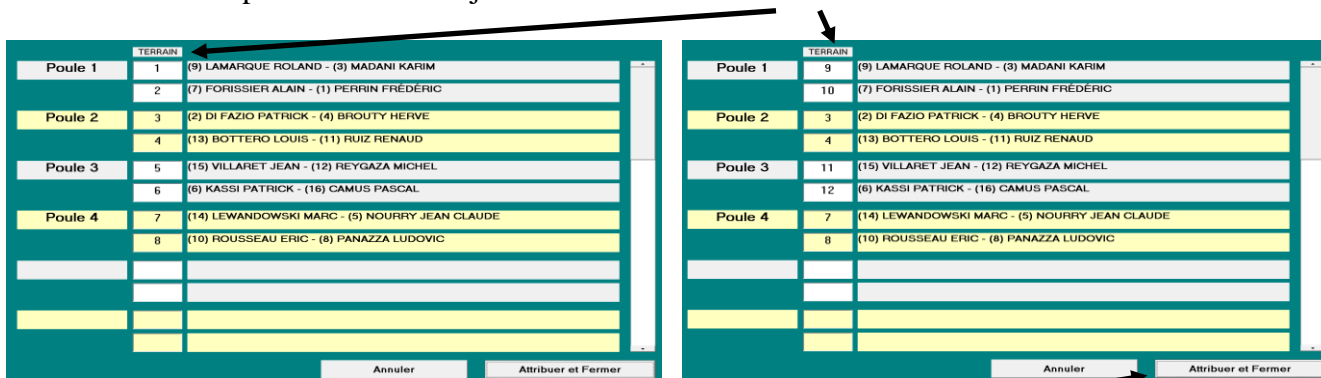 TERRAIN
Poule 1 1 (9) LAMARQUE ROLAND - (3) MADANI KARIM
2 (7) FORISSIER ALAIN - (1) PERRIN FRÉDÉRIC
Poule 2 3 (2) DI FAZIO PATRICK - (4) BROUTY HERVE
4 (13) BOTTERO LOUIS - (11) RUIZ RENAUD
Poule 3 5 (15) VILLARET JEAN - (12) REYGAZA MICHEL
6 (6) KASSI PATRICK - (16) CAMUS PASCAL
Poule 4 7 (14) LEWANDOWSKI MARC - (5) NOURRY JEAN CLAUDE
8 (10) ROUSSEAU ERIC - (8) PANAZZA LUDOVIC
Annuler Attribuer et Fermer
TERRAIN
Poule 1 9 (9) LAMARQUE ROLAND - (3) MADANI KARIM
10 (7) FORISSIER ALAIN - (1) PERRIN FRÉDÉRIC
Poule 2 3 (2) DI FAZIO PATRICK - (4) BROUTY HERVE
4 (13) BOTTERO LOUIS - (11) RUIZ RENAUD
Poule 3 11 (15) VILLARET JEAN - (12) REYGAZA MICHEL
12 (6) KASSI PATRICK - (16) CAMUS PASCAL
Poule 4 7 (14) LEWANDOWSKI MARC - (5) NOURRY JEAN CLAUDE
8 (10) ROUSSEAU ERIC - (8) PANAZZA LUDOVIC
Annuler Attribuer et Fermer